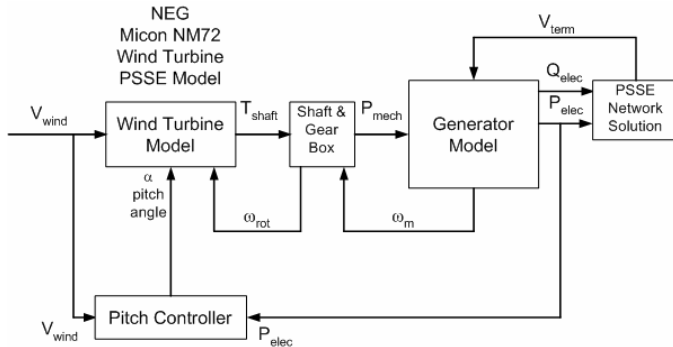 NEG
Micon NM72
Wind Turbine
PSSE Model
V_term
Q_elec
P_elec
PSSE
Network
Solution
V_wind
Wind Turbine
Model
T_shaft
Shaft &
Gear
Box
P_mech
Generator
Model
α
pitch
angle
ω_rot
ω_m
V_wind
Pitch Controller
P_elec